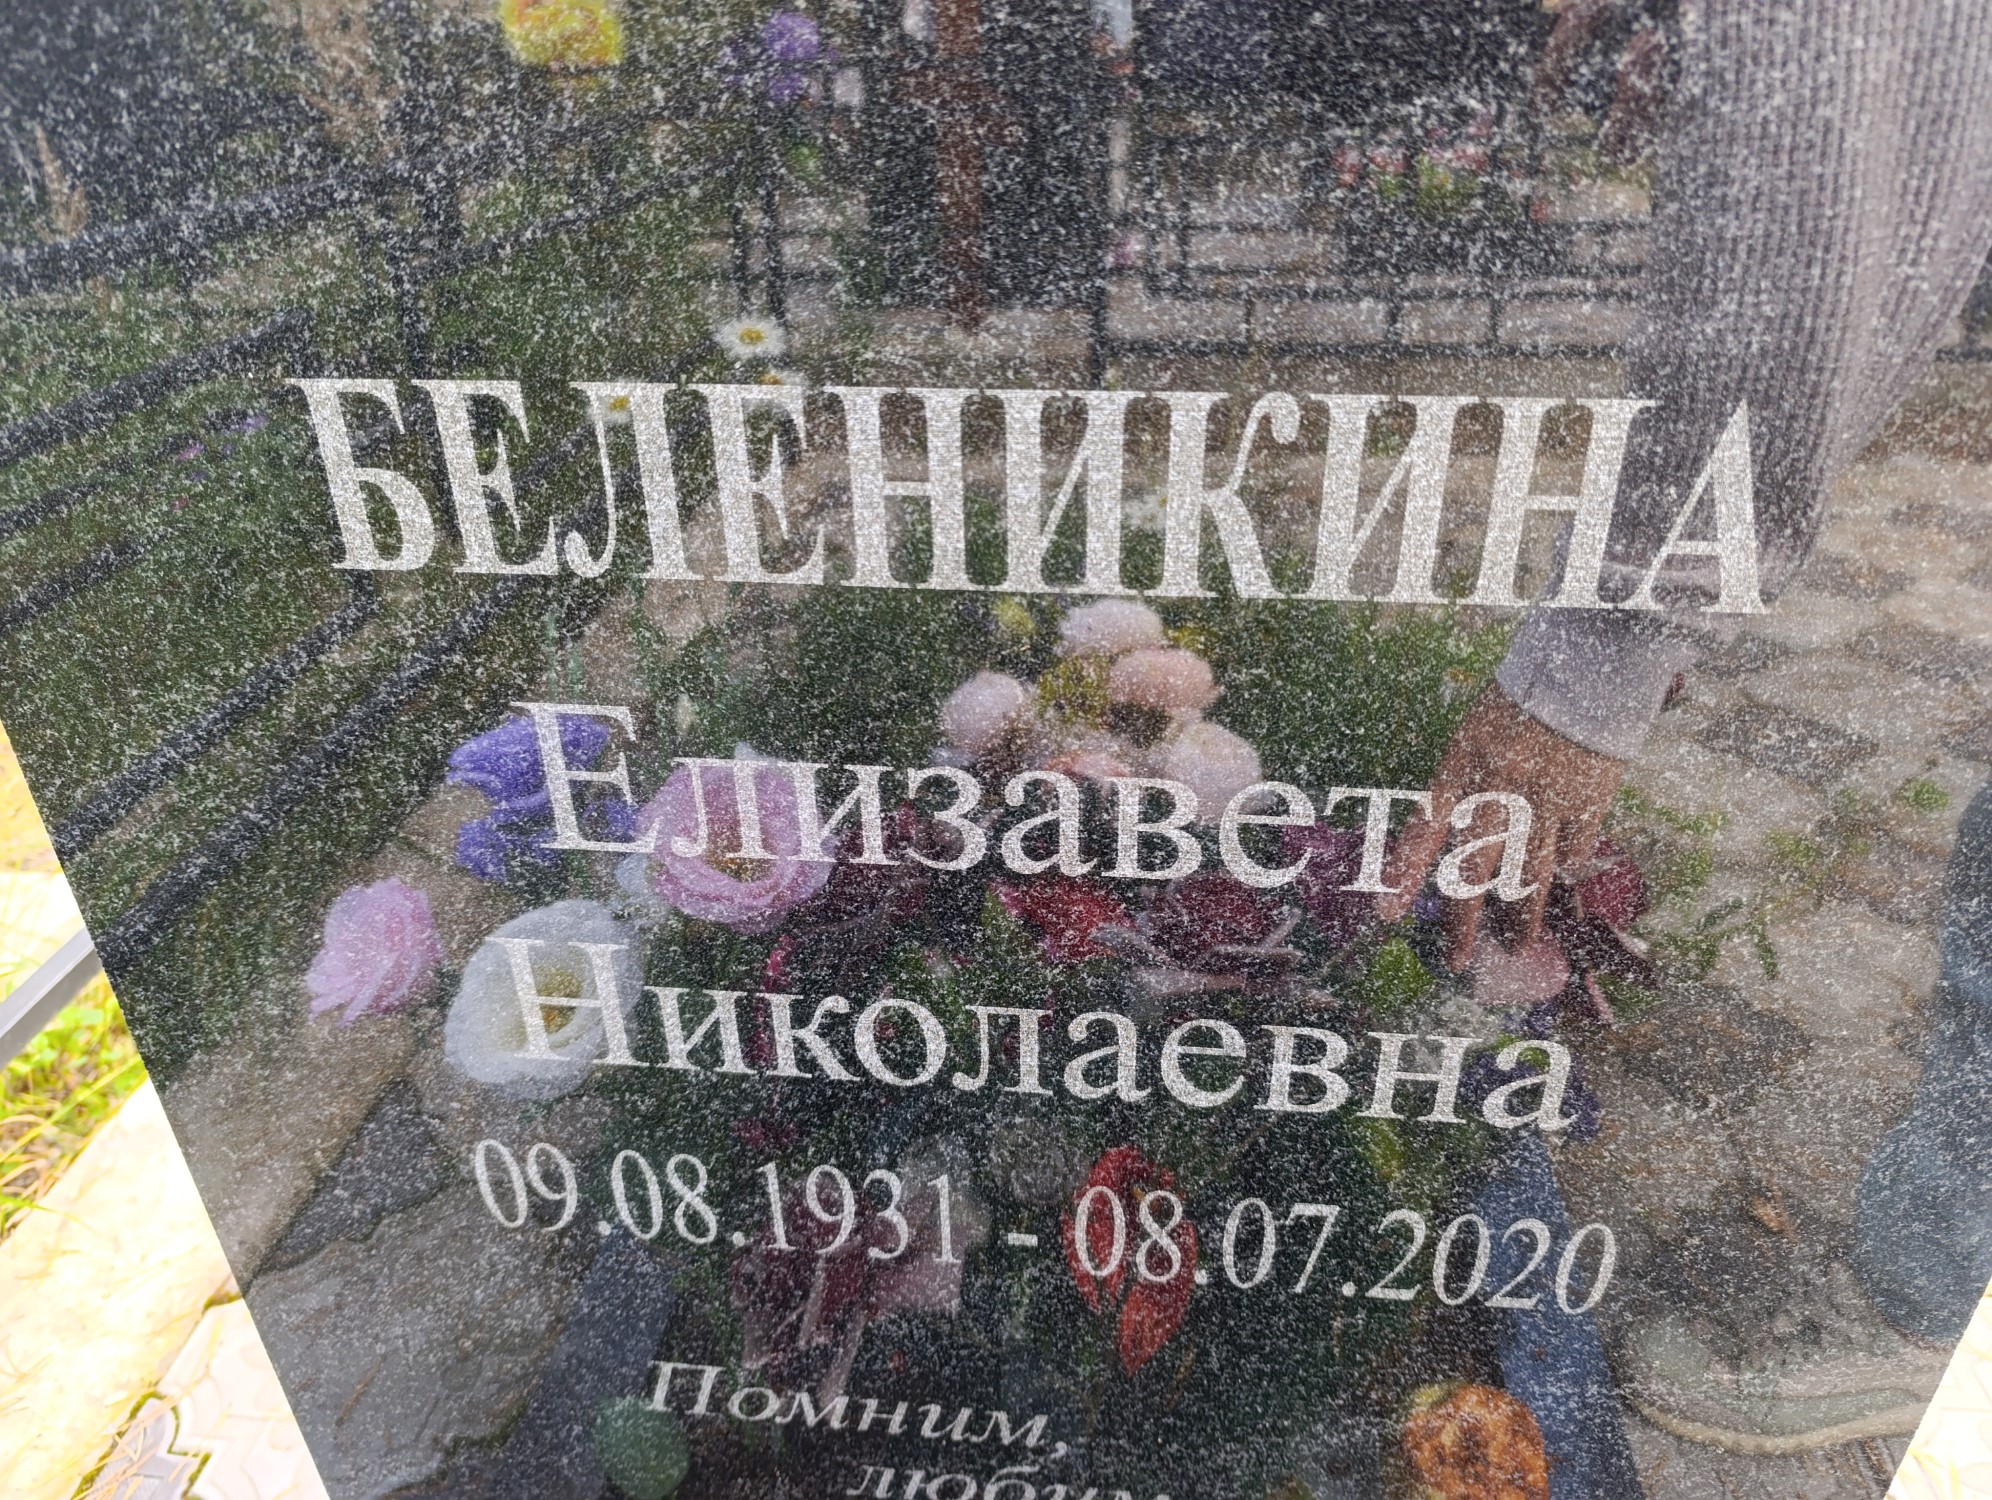 БЕЛЕНИКИНА
Елизавета
Николаевна
09.08.1931 - 08.07.2020
Помним,